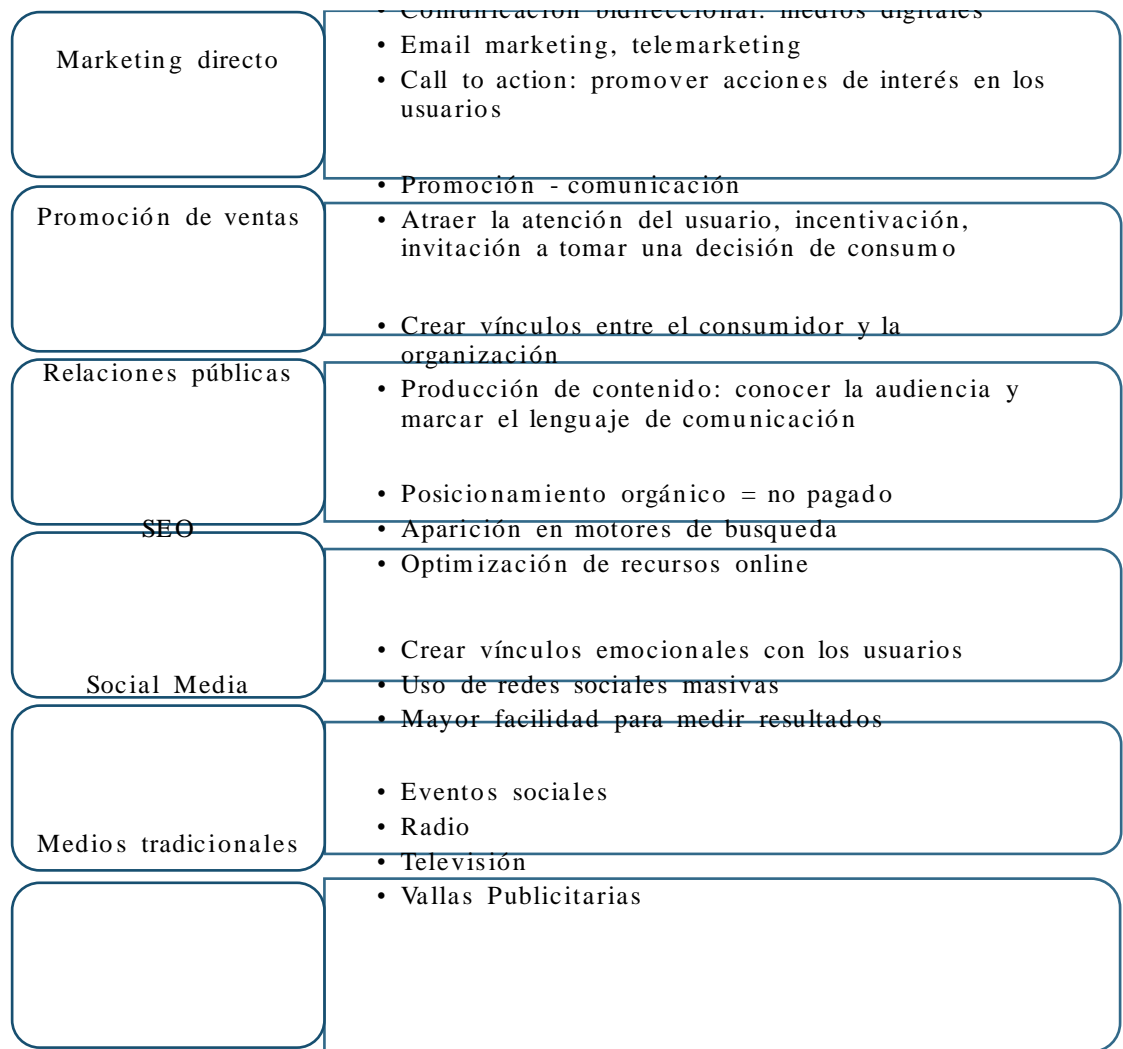 Marketing directo
• Comunicación bidireccional: medios digitales
• Email marketing, telemarketing
• Call to action: promover acciones de interés en los
usuarios
Promoción de ventas
• Promoción - comunicación
• Atraer la atención del usuario, incentivación,
invitación a tomar una decisión de consumo
Relaciones públicas
• Crear vínculos entre el consumidor y la
organización
• Producción de contenido: conocer la audiencia y
marcar el lenguaje de comunicación
SEO
• Posicionamiento orgánico = no pagado
• Aparición en motores de busqueda
• Optimización de recursos online
Social Media
• Crear vínculos emocionales con los usuarios
• Uso de redes sociales masivas
• Mayor facilidad para medir resultados
Medios tradicionales
• Eventos sociales
• Radio
• Televisión
• Vallas Publicitarias